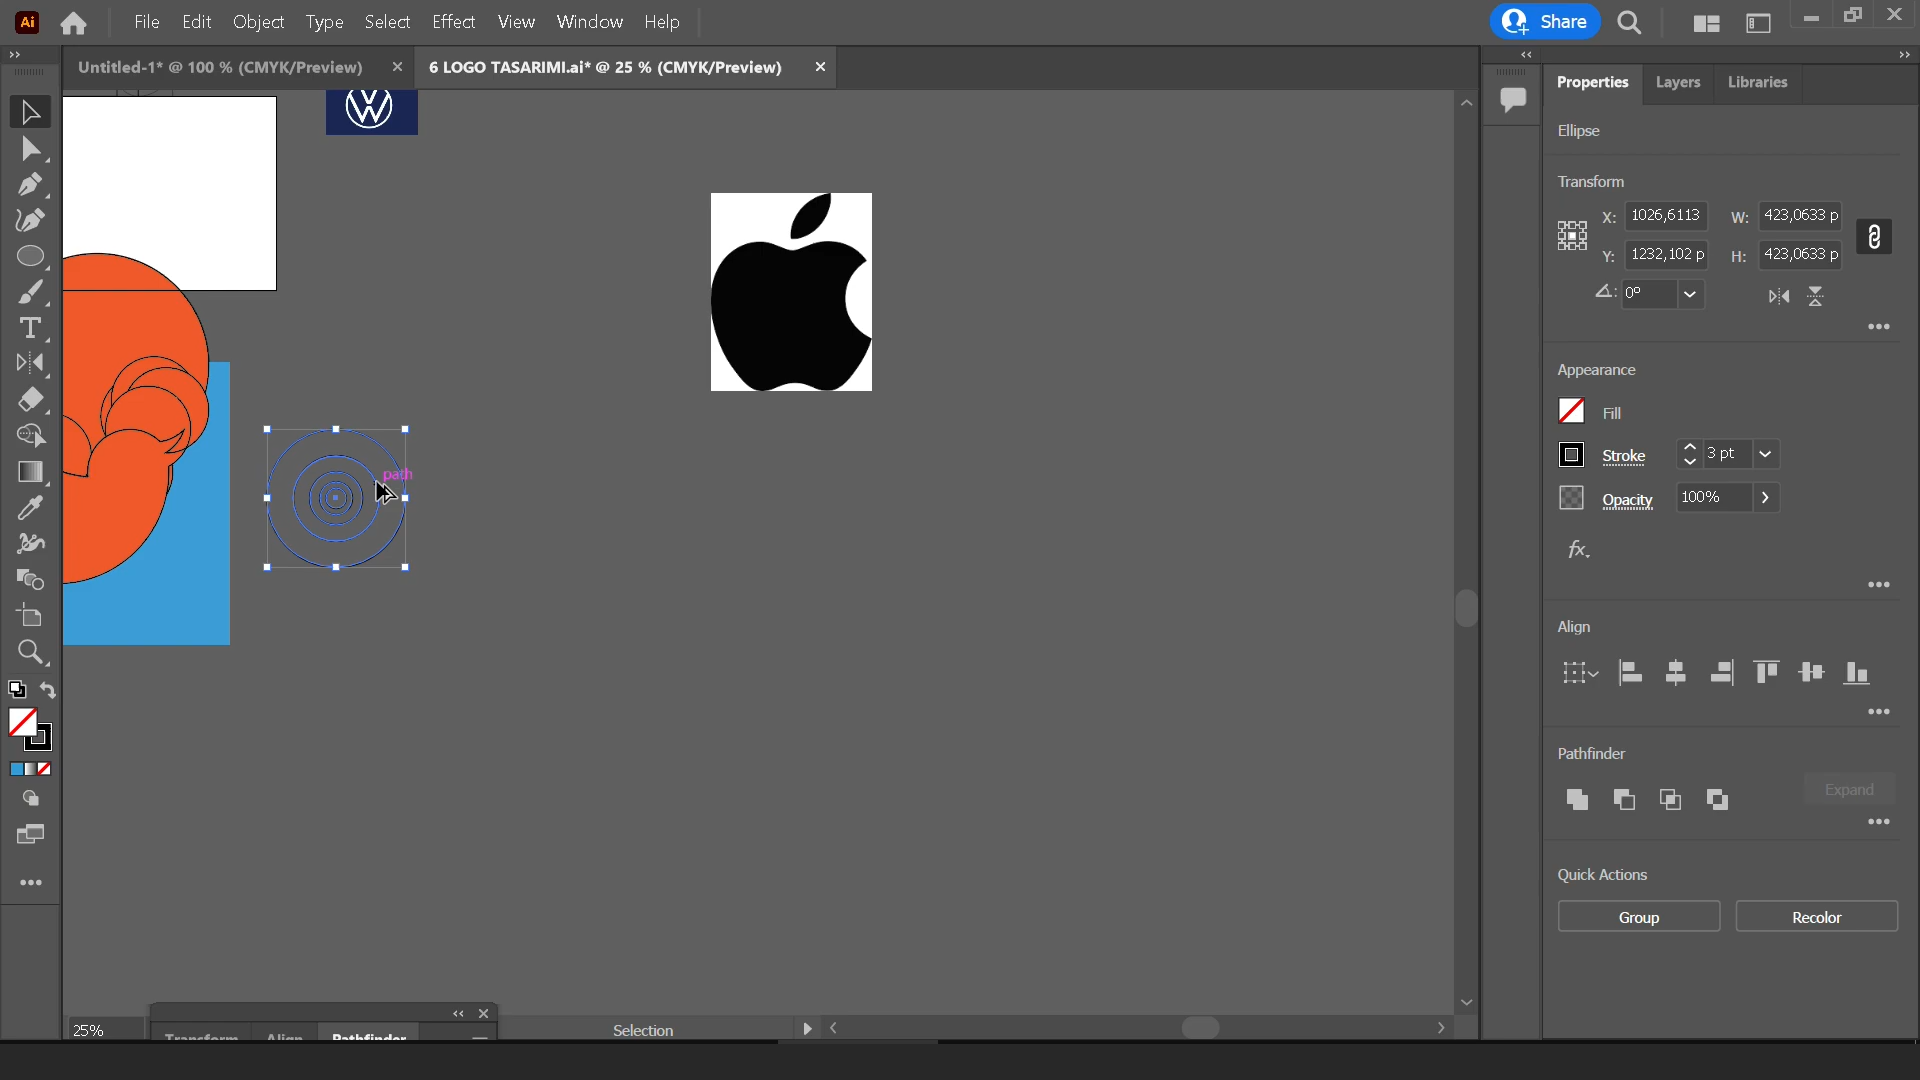 Ai File Edit Object Type Select Effect View Window Help Share
Untitled-1* @ 100 % (CMYK/Preview)
6 LOGO TASARIMI.ai* @ 25 % (CMYK/Preview)
Properties Layers Libraries
Ellipse
Transform
X: 1026,6113 W: 423,0633 p
Y: 1232,102 p H: 423,0633 p
0°
path
Appearance
Fill
Stroke 3 pt
Opacity 100%
fx
Align
Pathfinder
Expand
Quick Actions
Group Recolor
25%
Selection
Transform Align Pathfinder